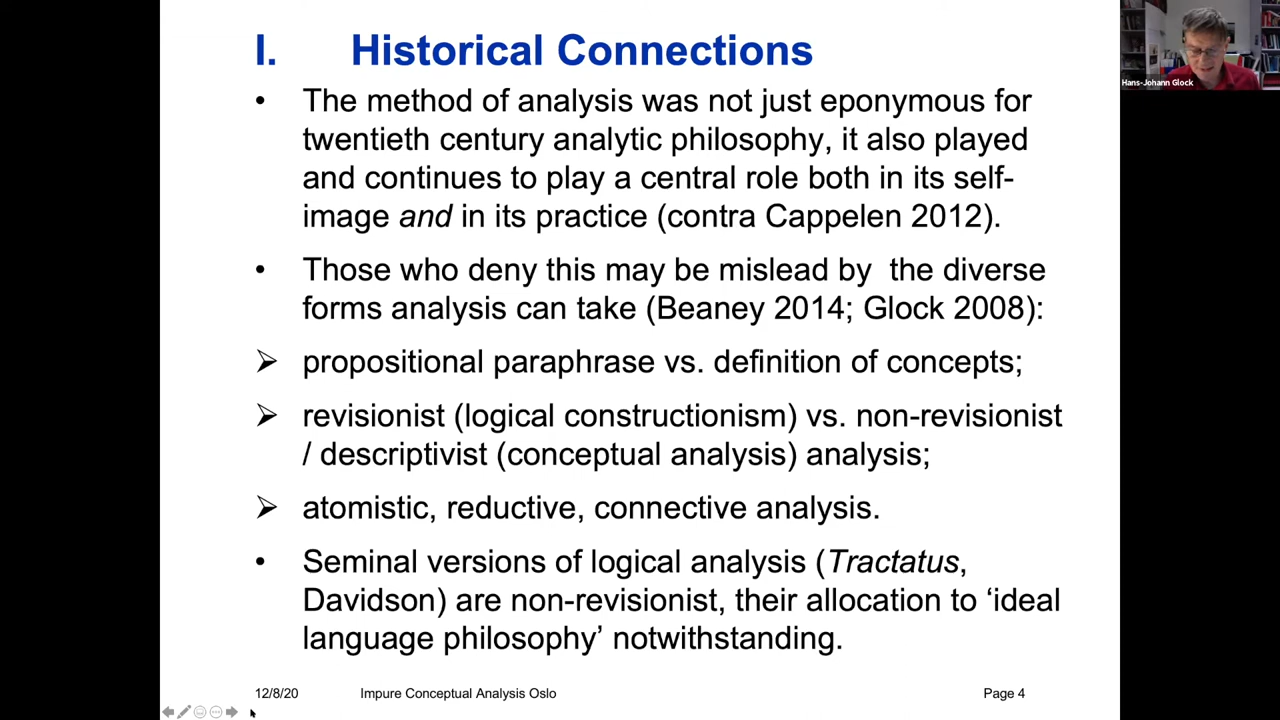 I. Historical Connections
Hans-Johann Glock
• The method of analysis was not just eponymous for
twentieth century analytic philosophy, it also played
and continues to play a central role both in its self-
image and in its practice (contra Cappelen 2012).
• Those who deny this may be mislead by the diverse
forms analysis can take (Beaney 2014; Glock 2008):
➢ propositional paraphrase vs. definition of concepts;
➢ revisionist (logical constructionism) vs. non-revisionist
/ descriptivist (conceptual analysis) analysis;
➢ atomistic, reductive, connective analysis.
• Seminal versions of logical analysis (Tractatus,
Davidson) are non-revisionist, their allocation to ‘ideal
language philosophy’ notwithstanding.
12/8/20 Impure Conceptual Analysis Oslo Page 4